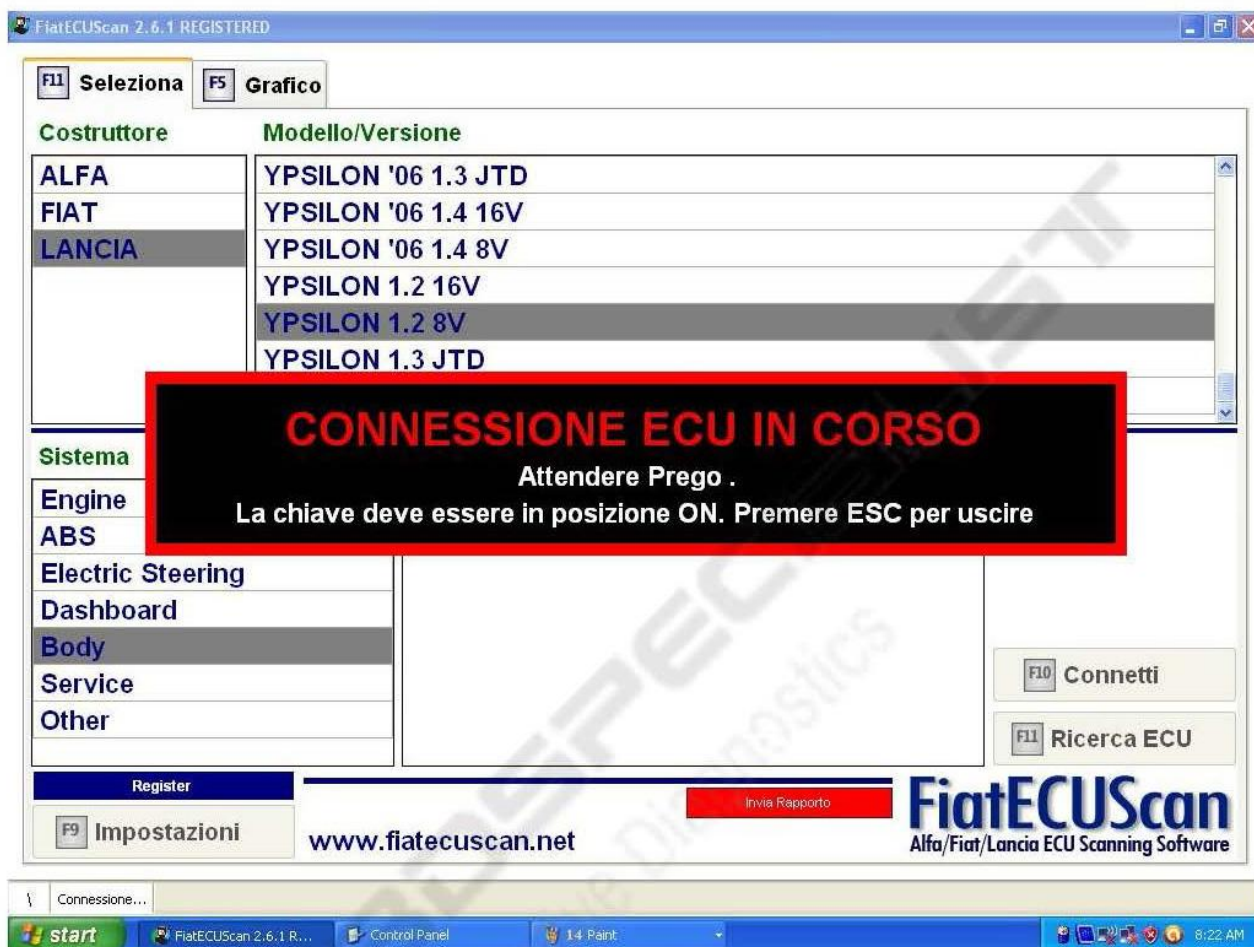 FiatECUScan 2.6.1 REGISTERED
F11 Seleziona F5 Grafico
Costruttore
Modello/Versione
ALFA
FIAT
LANCIA
YPSILON '06 1.3 JTD
YPSILON '06 1.4 16V
YPSILON '06 1.4 8V
YPSILON 1.2 16V
YPSILON 1.2 8V
YPSILON 1.3 JTD
CONNESSIONE ECU IN CORSO
Attendere Prego .
La chiave deve essere in posizione ON. Premere ESC per uscire
Sistema
Engine
ABS
Electric Steering
Dashboard
Body
Service
Other
F10 Connetti
F11 Ricerca ECU
Register
F9 Impostazioni
www.fiatecuscan.net
Invia Rapporto
FiatECUScan
Alfa/Fiat/Lancia ECU Scanning Software
\ Connessione...
start FiatECUScan 2.6.1 R... Control Panel 14 Paint 8:22 AM